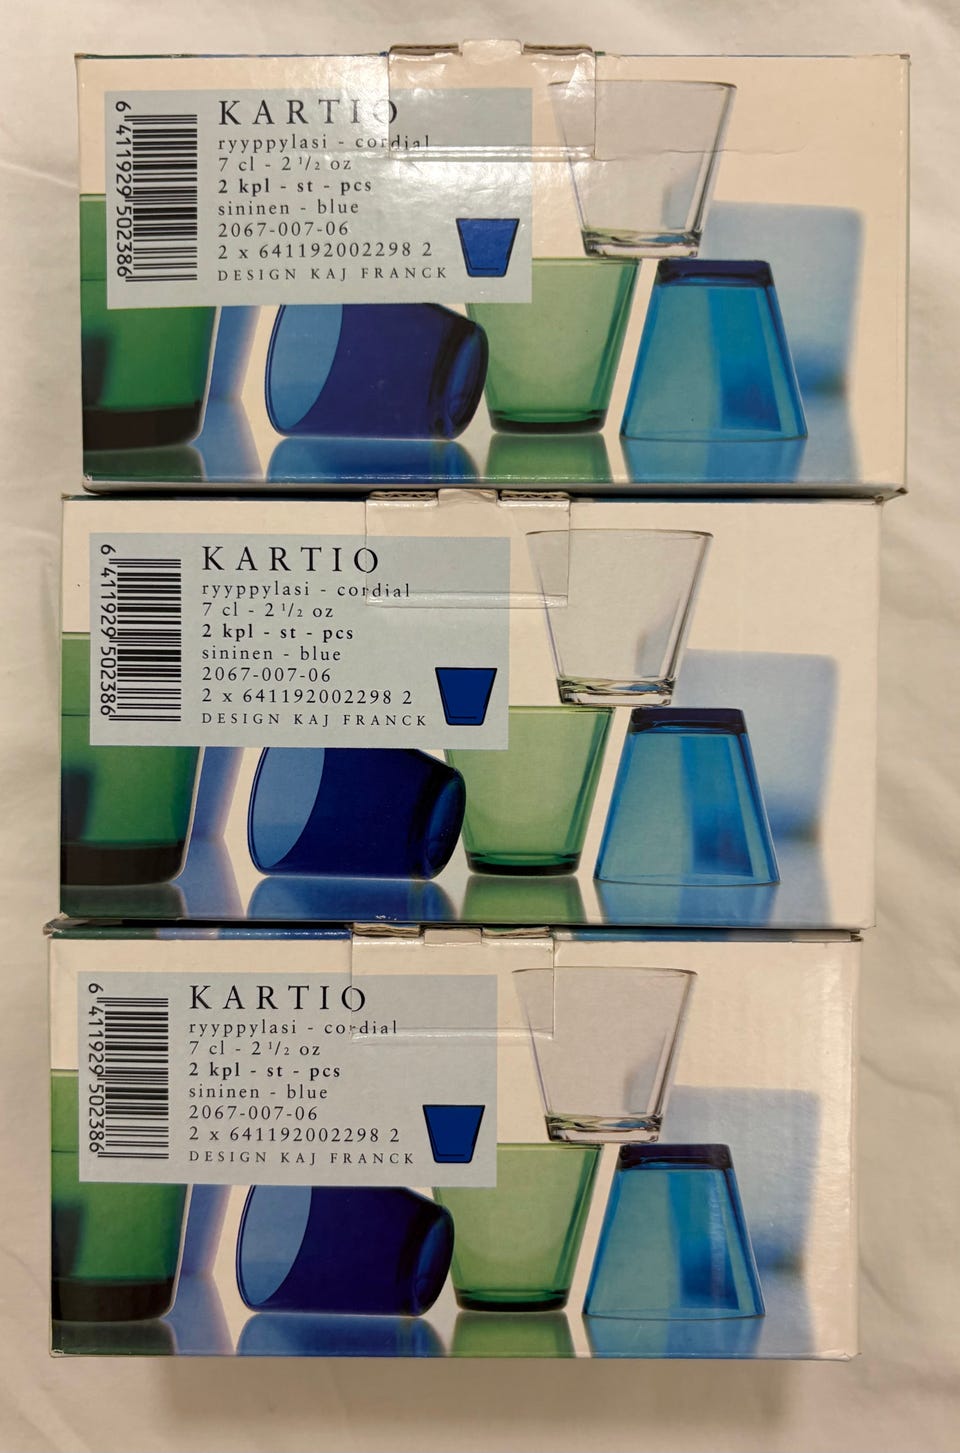 KARTIO
ryyppylasi - cordial
7 cl - 2 1/2 oz
2 kpl - st - pcs
sininen - blue
2067-007-06
2 x 641192002298 2
DESIGN KAJ FRANCK
6 411929 502386
KARTIO
ryyppylasi - cordial
7 cl - 2 1/2 oz
2 kpl - st - pcs
sininen - blue
2067-007-06
2 x 641192002298 2
DESIGN KAJ FRANCK
6 411929 502386
KARTIO
ryyppylasi - cordial
7 cl - 2 1/2 oz
2 kpl - st - pcs
sininen - blue
2067-007-06
2 x 641192002298 2
DESIGN KAJ FRANCK
6 411929 502386